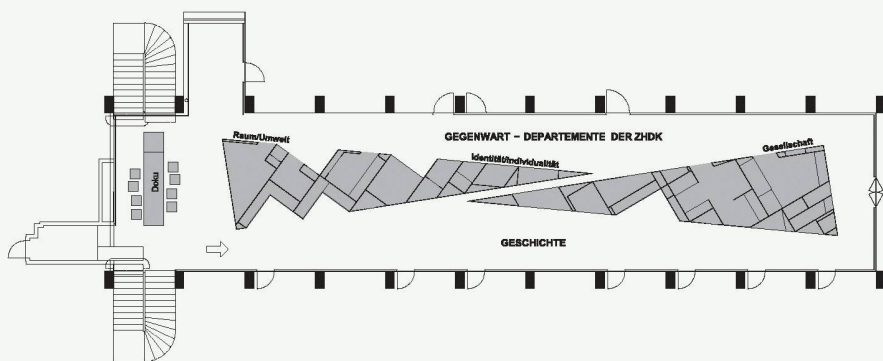 Raum/Umwelt
GEGENWART – DEPARTEMENTE DER ZHDK
Gesellschaft
Identität/Individualität
Doku
GESCHICHTE